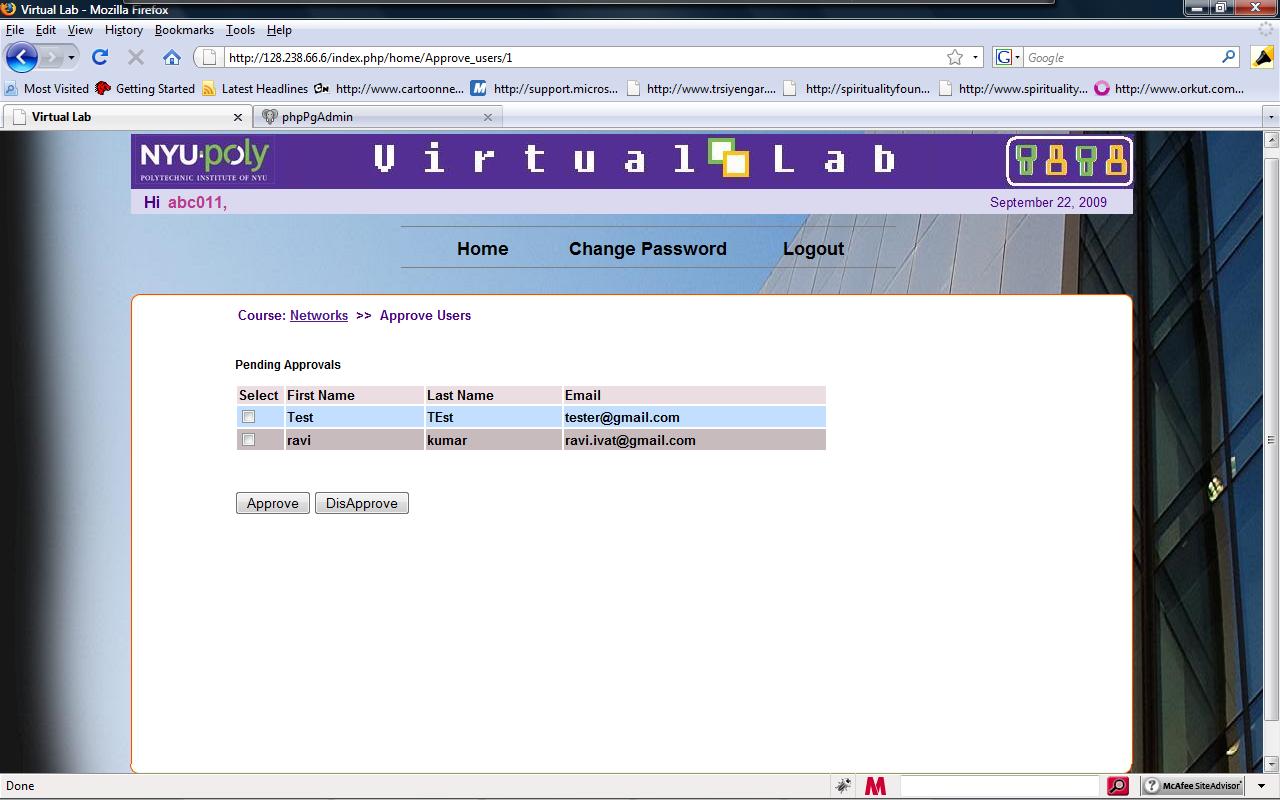 Virtual Lab - Mozilla Firefox
File Edit View History Bookmarks Tools Help
http://128.238.66.6/index.php/home/Approve_users/1
G Google
Most Visited Getting Started Latest Headlines http://www.cartoonne... http://support.micros... http://www.trsiyengar.... http://spiritualityfoun... http://www.spirituality... http://www.orkut.com...
Virtual Lab phpPgAdmin
NYU·poly Virtual Lab
POLYTECHNIC INSTITUTE OF NYU
Hi abc011, September 22, 2009
Home Change Password Logout
Course: Networks >> Approve Users
Pending Approvals
Select First Name Last Name Email
Test TEst tester@gmail.com
ravi kumar ravi.ivat@gmail.com
Approve DisApprove
Done M ? McAfee SiteAdvisor